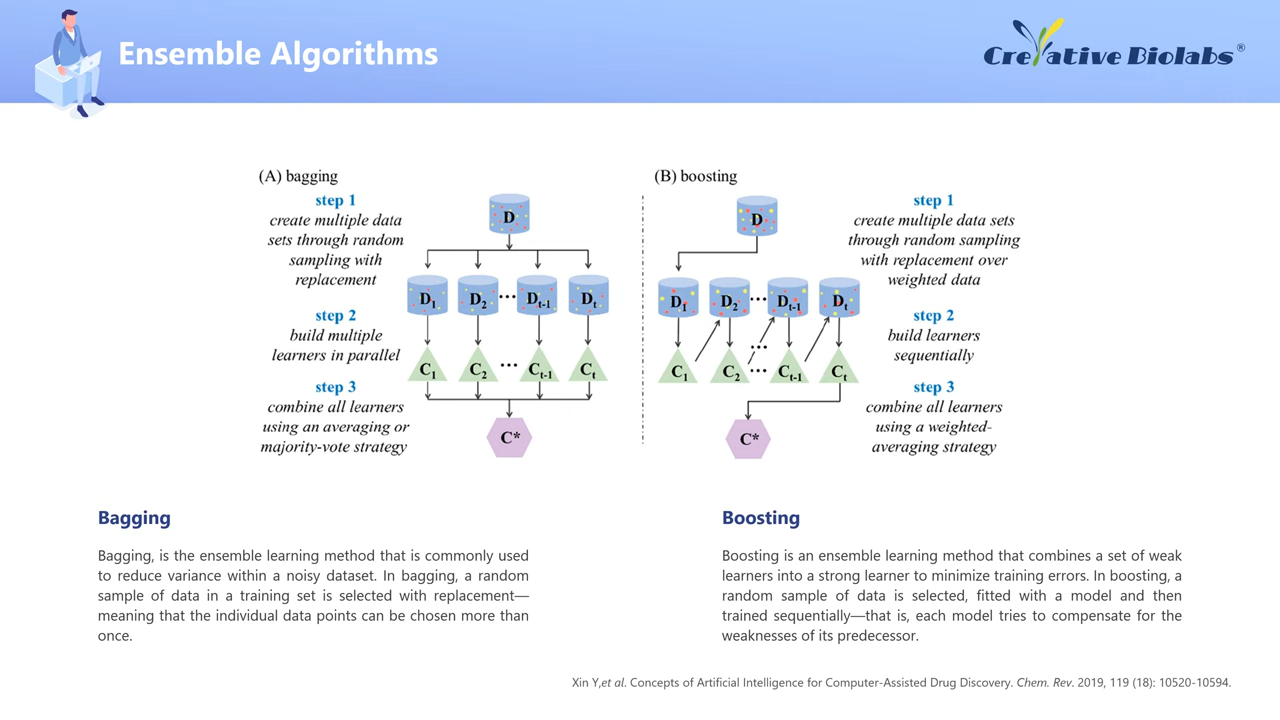 Ensemble Algorithms
Creative Biolabs®
(A) bagging
step 1
create multiple data
sets through random
sampling with
replacement
step 2
build multiple
learners in parallel
step 3
combine all learners
using an averaging or
majority-vote strategy
D
D1 D2 ... Dt-1 Dt
C1 C2 ... Ct-1 Ct
C*
(B) boosting
D
D1 D2 ... Dt-1 Dt
...
C1 C2 ... Ct-1 Ct
C*
step 1
create multiple data sets
through random sampling
with replacement over
weighted data
step 2
build learners
sequentially
step 3
combine all learners
using a weighted-
averaging strategy
Bagging
Bagging, is the ensemble learning method that is commonly used
to reduce variance within a noisy dataset. In bagging, a random
sample of data in a training set is selected with replacement—
meaning that the individual data points can be chosen more than
once.
Boosting
Boosting is an ensemble learning method that combines a set of weak
learners into a strong learner to minimize training errors. In boosting, a
random sample of data is selected, fitted with a model and then
trained sequentially—that is, each model tries to compensate for the
weaknesses of its predecessor.
Xin Y,et al. Concepts of Artificial Intelligence for Computer-Assisted Drug Discovery. Chem. Rev. 2019, 119 (18): 10520-10594.